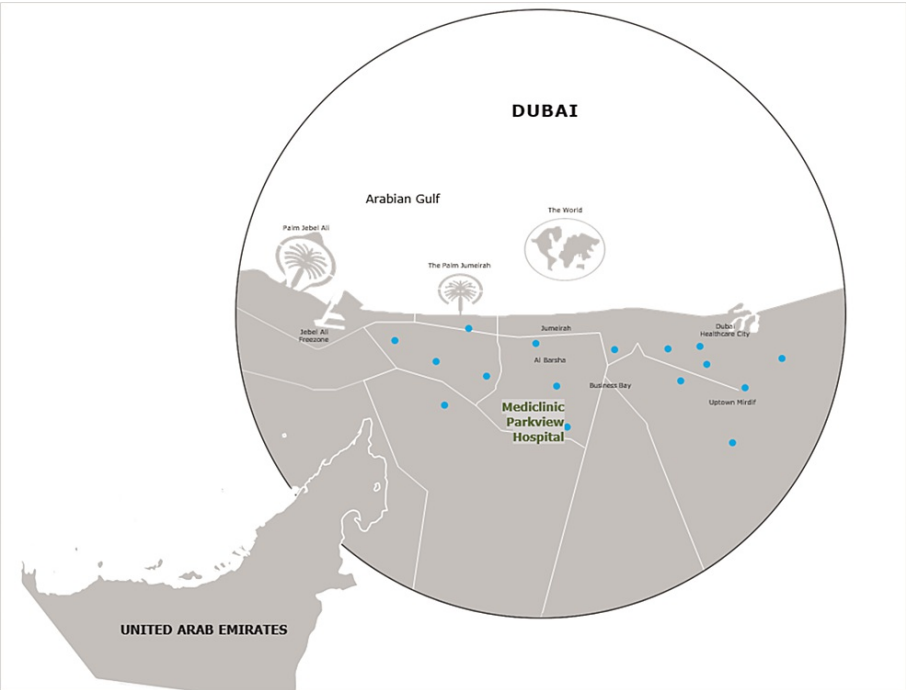 DUBAI
Arabian Gulf
The World
Palm Jebel Ali
The Palm Jumeirah
Jebel Ali
Freezone
Jumeirah
Dubai
Healthcare City
Al Barsha
Business Bay
Uptown Mirdif
Mediclinic
Parkview
Hospital
UNITED ARAB EMIRATES